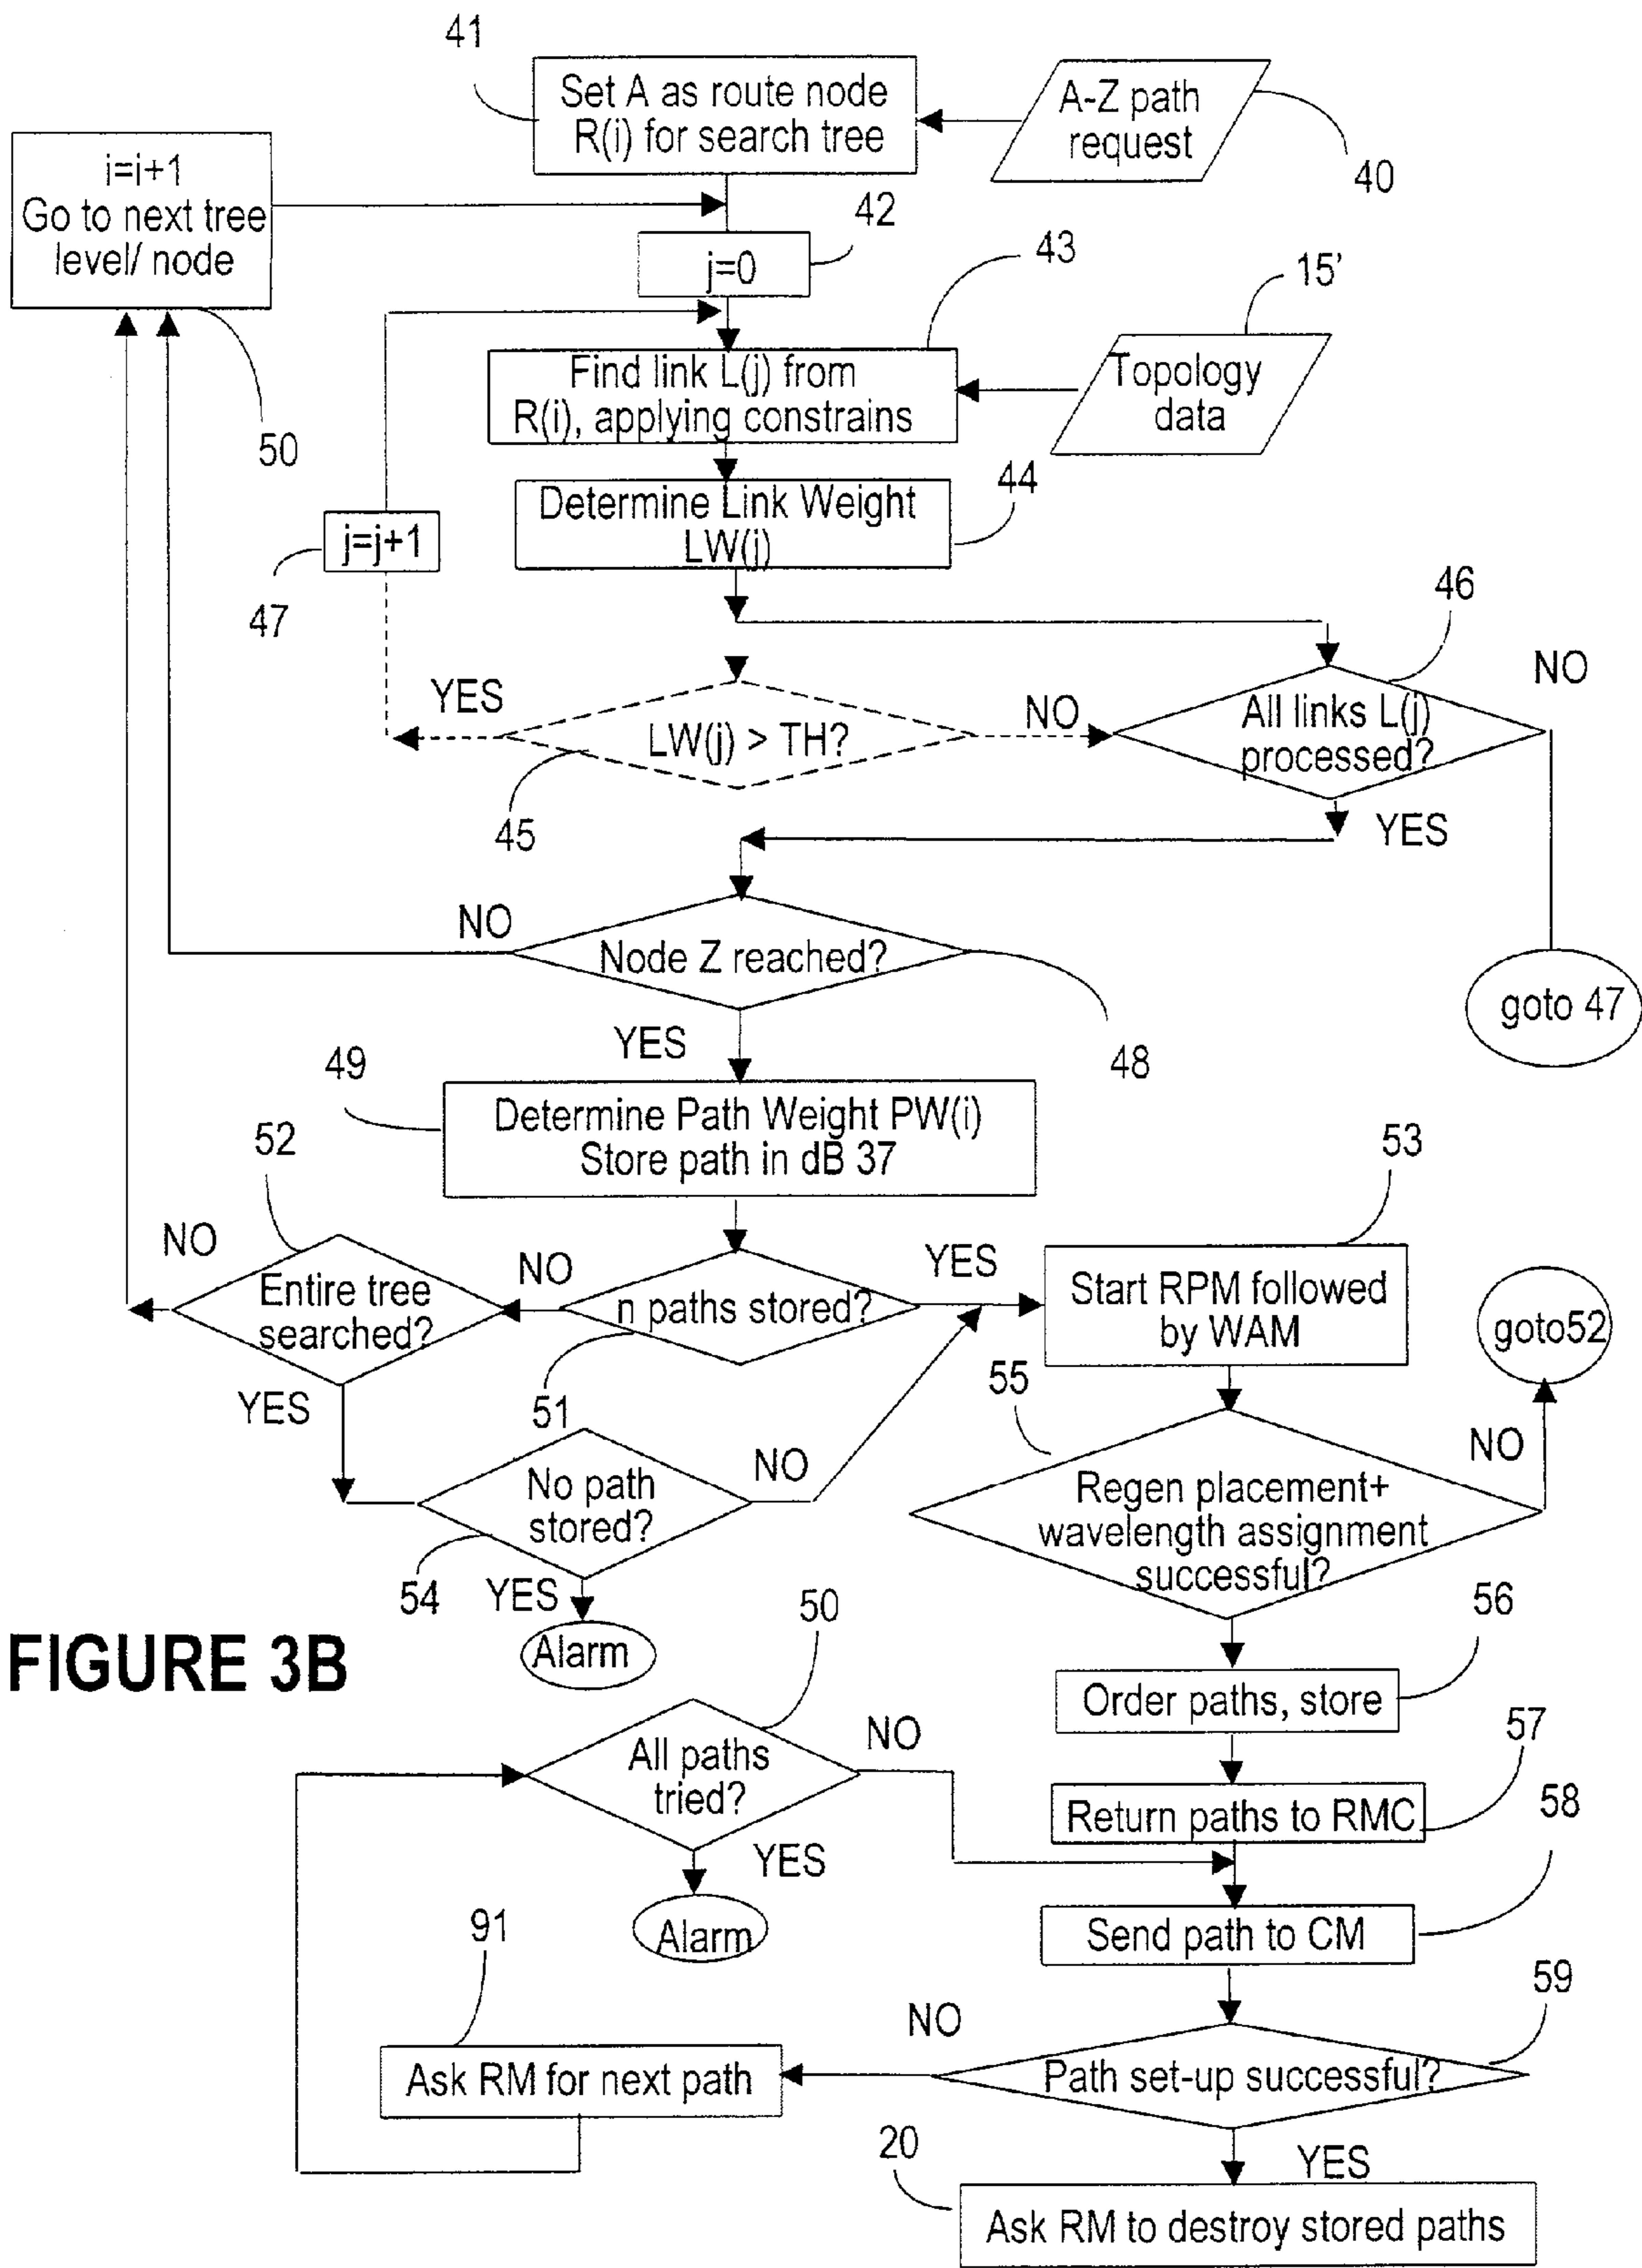 41
Set A as route node
R(i) for search tree
A-Z path
request
40
i=i+1
Go to next tree
level/ node
50
42
j=0
43
15'
Find link L(j) from
R(i), applying constrains
Topology
data
44
Determine Link Weight
LW(j)
j=j+1
47
46
NO
YES
LW(j) > TH?
NO
All links L(j)
processed?
45
YES
NO
Node Z reached?
goto 47
YES
48
49
Determine Path Weight PW(i)
Store path in dB 37
52
53
NO
Entire tree
searched?
NO
n paths stored?
YES
Start RPM followed
by WAM
goto52
YES
51
55
No path
stored?
NO
NO
Regen placement+
wavelength assignment
successful?
54
YES
Alarm
50
56
FIGURE 3B
Order paths, store
All paths
tried?
NO
57
Return paths to RMC
58
YES
Alarm
91
Send path to CM
59
NO
Ask RM for next path
Path set-up successful?
20
YES
Ask RM to destroy stored paths